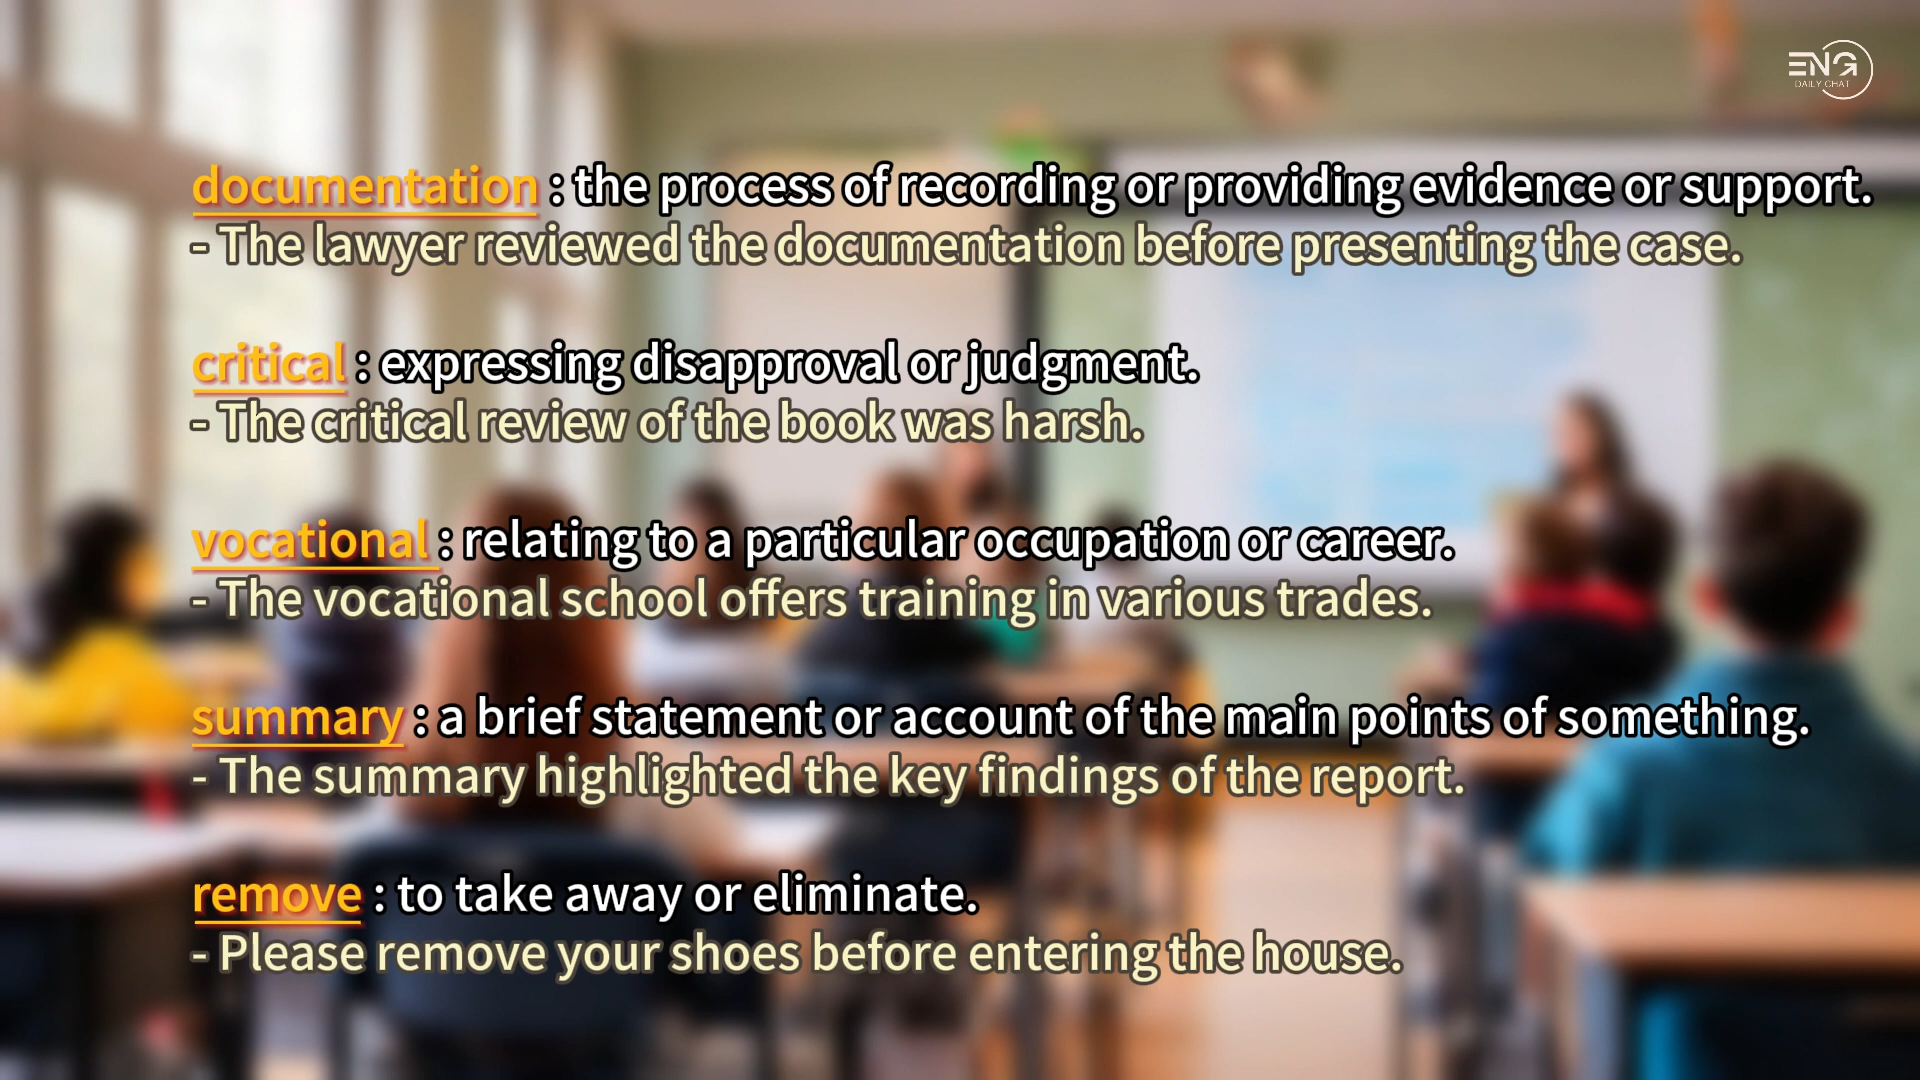 ENG
DAILY CHAT
documentation : the process of recording or providing evidence or support.
- The lawyer reviewed the documentation before presenting the case.
critical : expressing disapproval or judgment.
- The critical review of the book was harsh.
vocational : relating to a particular occupation or career.
- The vocational school offers training in various trades.
summary : a brief statement or account of the main points of something.
- The summary highlighted the key findings of the report.
remove : to take away or eliminate.
- Please remove your shoes before entering the house.